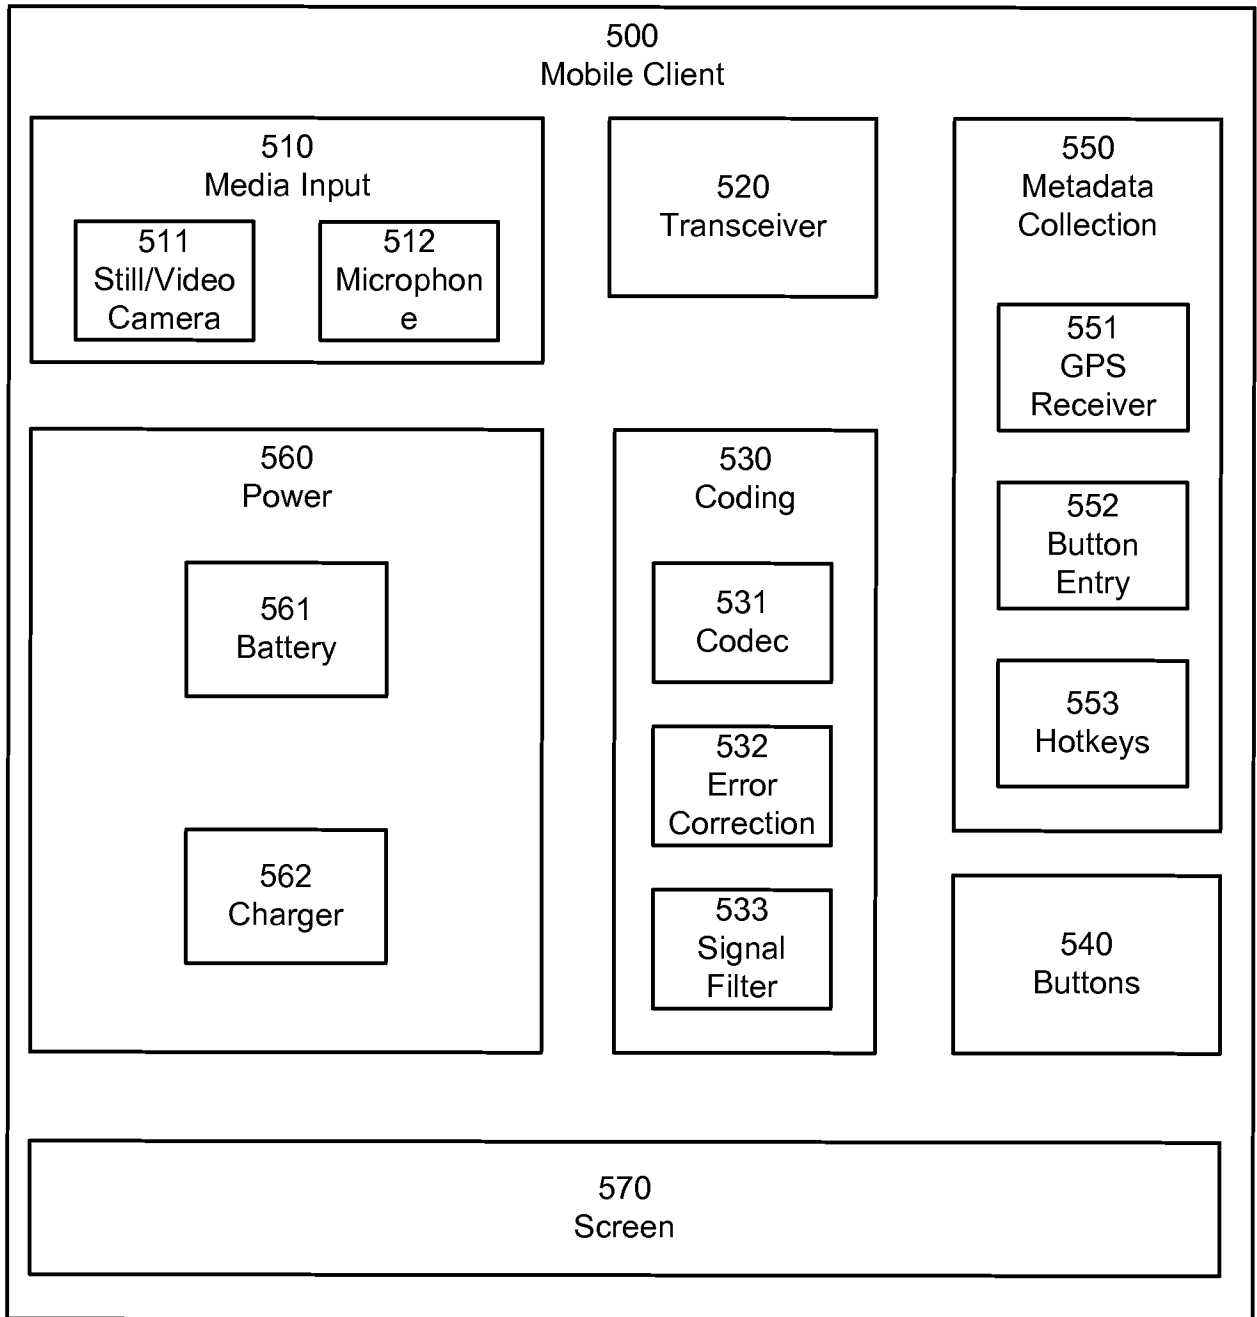 500
Mobile Client
510
Media Input
511
Still/Video
Camera
512
Microphon
e
520
Transceiver
550
Metadata
Collection
551
GPS
Receiver
552
Button
Entry
553
Hotkeys
560
Power
561
Battery
562
Charger
530
Coding
531
Codec
532
Error
Correction
533
Signal
Filter
540
Buttons
570
Screen